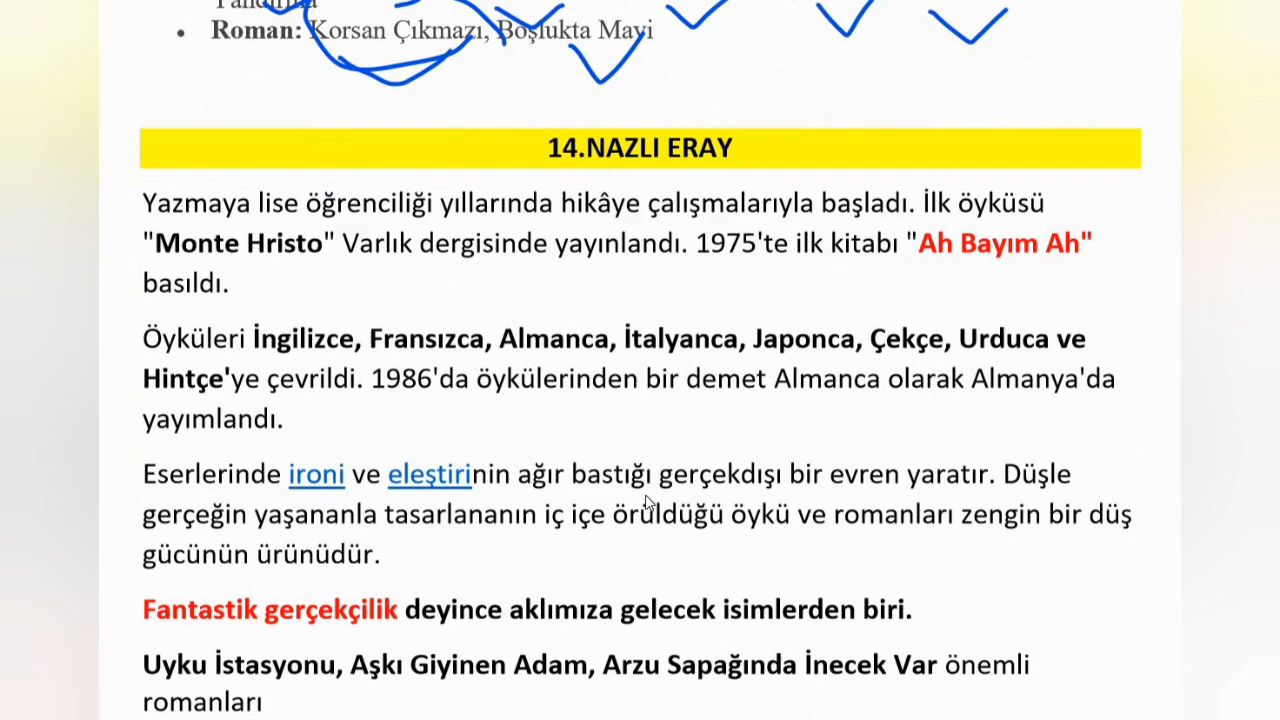 Roman: Korsan Çıkmazı, Boşlukta Mavi
14.NAZLI ERAY
Yazmaya lise öğrenciliği yıllarında hikâye çalışmalarıyla başladı. İlk öyküsü
"Monte Hristo" Varlık dergisinde yayınlandı. 1975'te ilk kitabı "Ah Bayım Ah"
basıldı.
Öyküleri İngilizce, Fransızca, Almanca, İtalyanca, Japonca, Çekçe, Urduca ve
Hintçe'ye çevrildi. 1986'da öykülerinden bir demet Almanca olarak Almanya'da
yayımlandı.
Eserlerinde ironi ve eleştirinin ağır bastığı gerçekdışı bir evren yaratır. Düşle
gerçeğin yaşananla tasarlananın iç içe örüldüğü öykü ve romanları zengin bir düş
gücünün ürünüdür.
Fantastik gerçekçilik deyince aklımıza gelecek isimlerden biri.
Uyku İstasyonu, Aşkı Giyinen Adam, Arzu Sapağında İnecek Var önemli
romanları